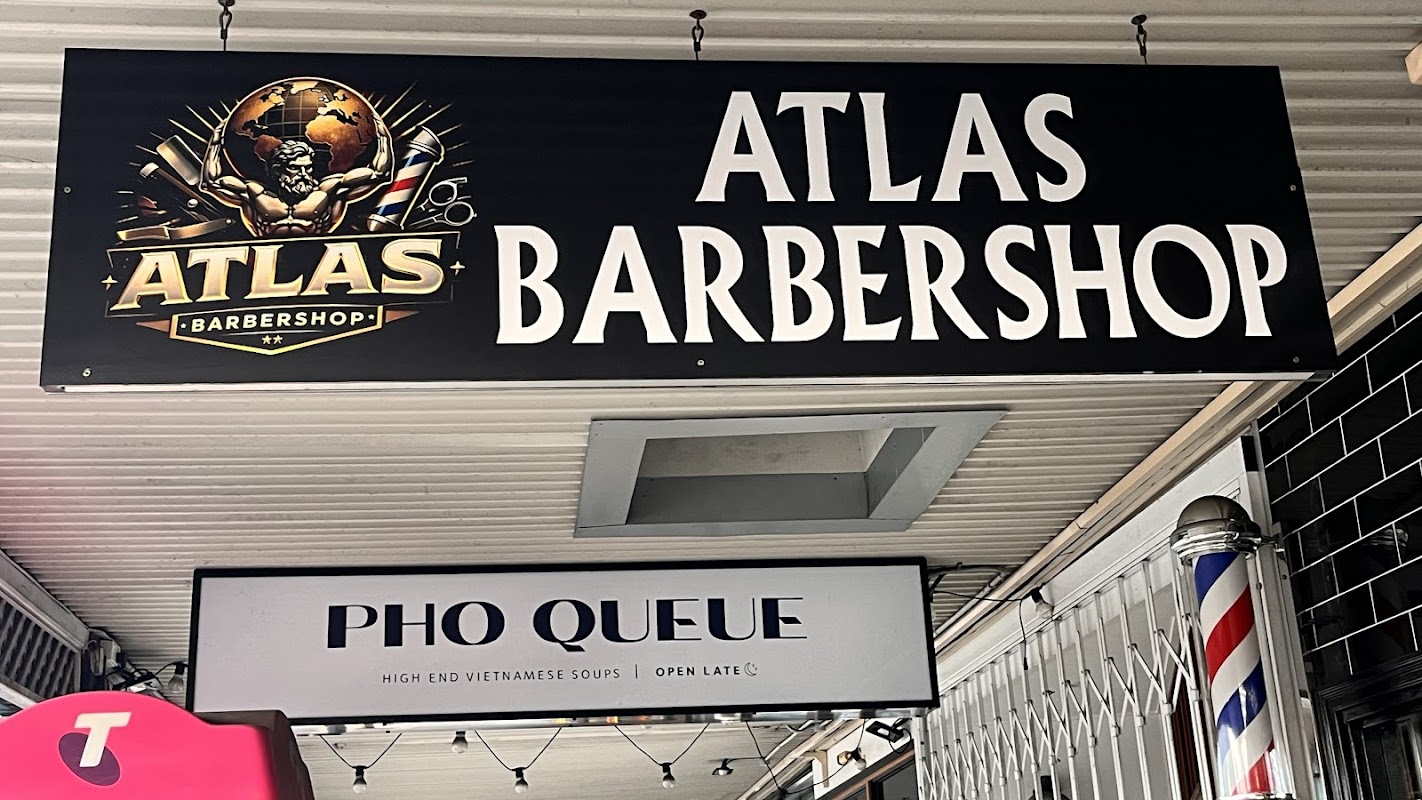 ATLAS
BARBERSHOP
ATLAS
BARBERSHOP
PHO QUEUE
HIGH END VIETNAMESE SOUPS | OPEN LATE
T